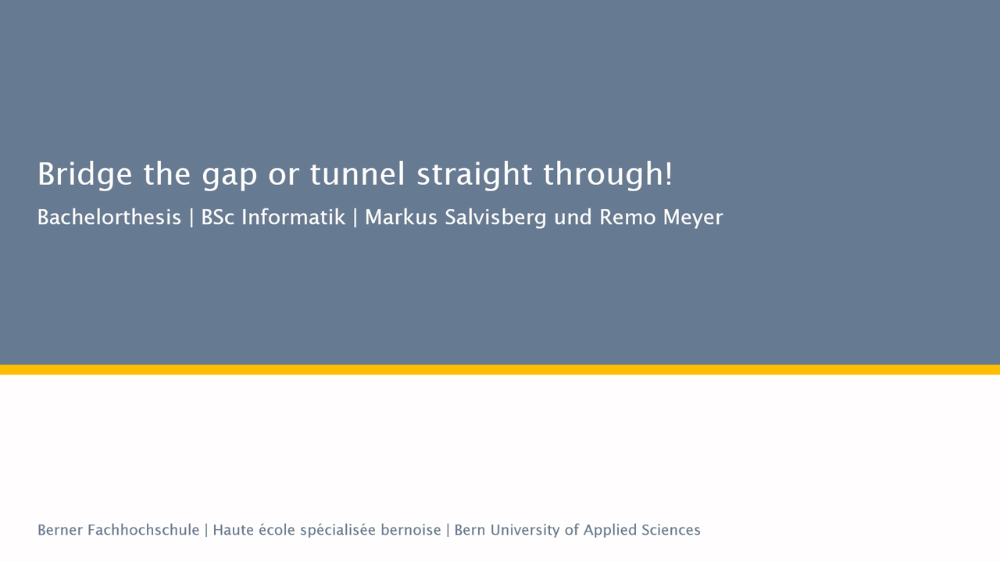 Bridge the gap or tunnel straight through!
Bachelorthesis | BSc Informatik | Markus Salvisberg und Remo Meyer
Berner Fachhochschule | Haute école spécialisée bernoise | Bern University of Applied Sciences